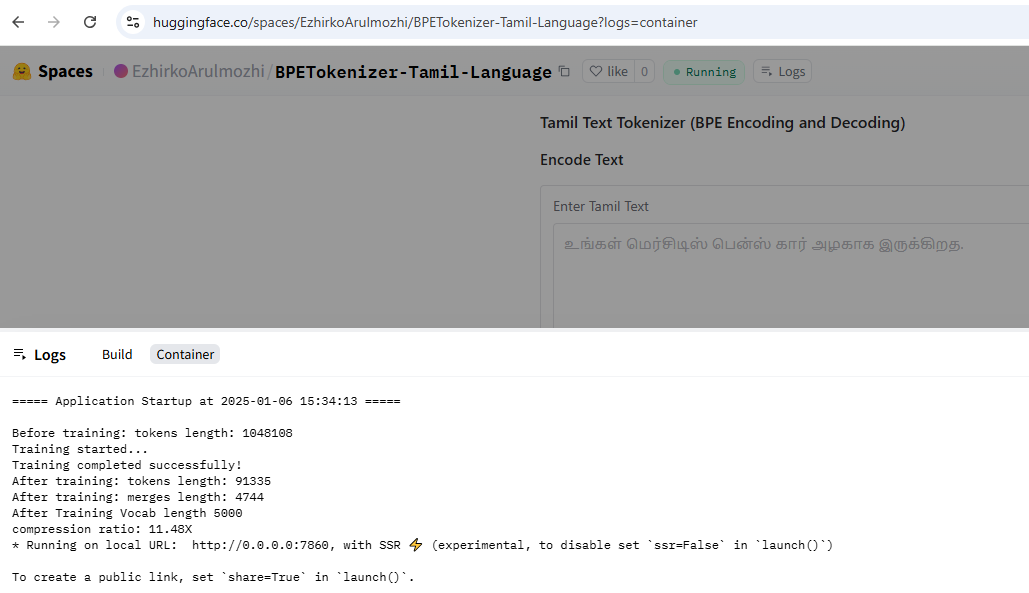 huggingface.co/spaces/EzhirkoArulmozhi/BPETokenizer-Tamil-Language?logs=container
Spaces EzhirkoArulmozhi/BPETokenizer-Tamil-Language like 0 Running Logs
Tamil Text Tokenizer (BPE Encoding and Decoding)
Encode Text
Enter Tamil Text
உங்கள் மெர்சிடிஸ் பென்ஸ் கார் அழகாக இருக்கிறத.
Logs Build Container
===== Application Startup at 2025-01-06 15:34:13 =====
Before training: tokens length: 1048108
Training started...
Training completed successfully!
After training: tokens length: 91335
After training: merges length: 4744
After Training Vocab length 5000
compression ratio: 11.48X
* Running on local URL:  http://0.0.0.0:7860, with SSR ⚡ (experimental, to disable set `ssr=False` in `launch()`)
To create a public link, set `share=True` in `launch()`.